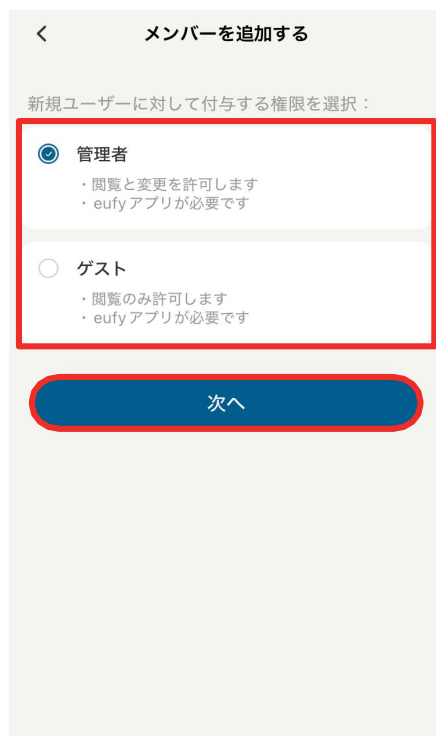 メンバーを追加する
新規ユーザーに対して付与する権限を選択：
管理者
・閲覧と変更を許可します
・eufyアプリが必要です
ゲスト
・閲覧のみ許可します
・eufyアプリが必要です
次へ